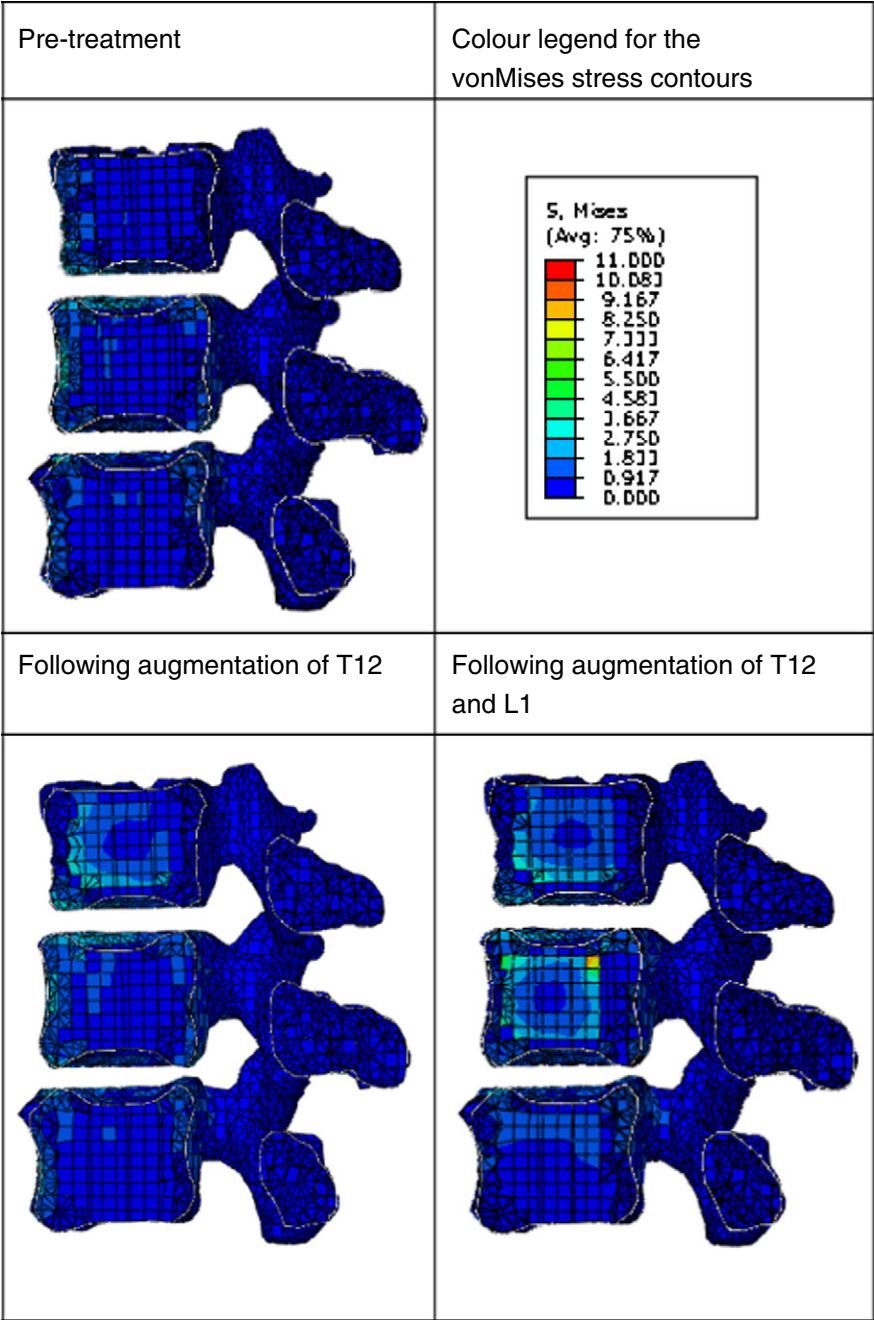 Pre-treatment
Colour legend for the
vonMises stress contours
S, Mises
(Avg: 75%)
11.000
10.083
9.167
8.250
7.333
6.417
5.500
4.583
3.667
2.750
1.833
0.917
0.000
Following augmentation of T12
Following augmentation of T12
and L1